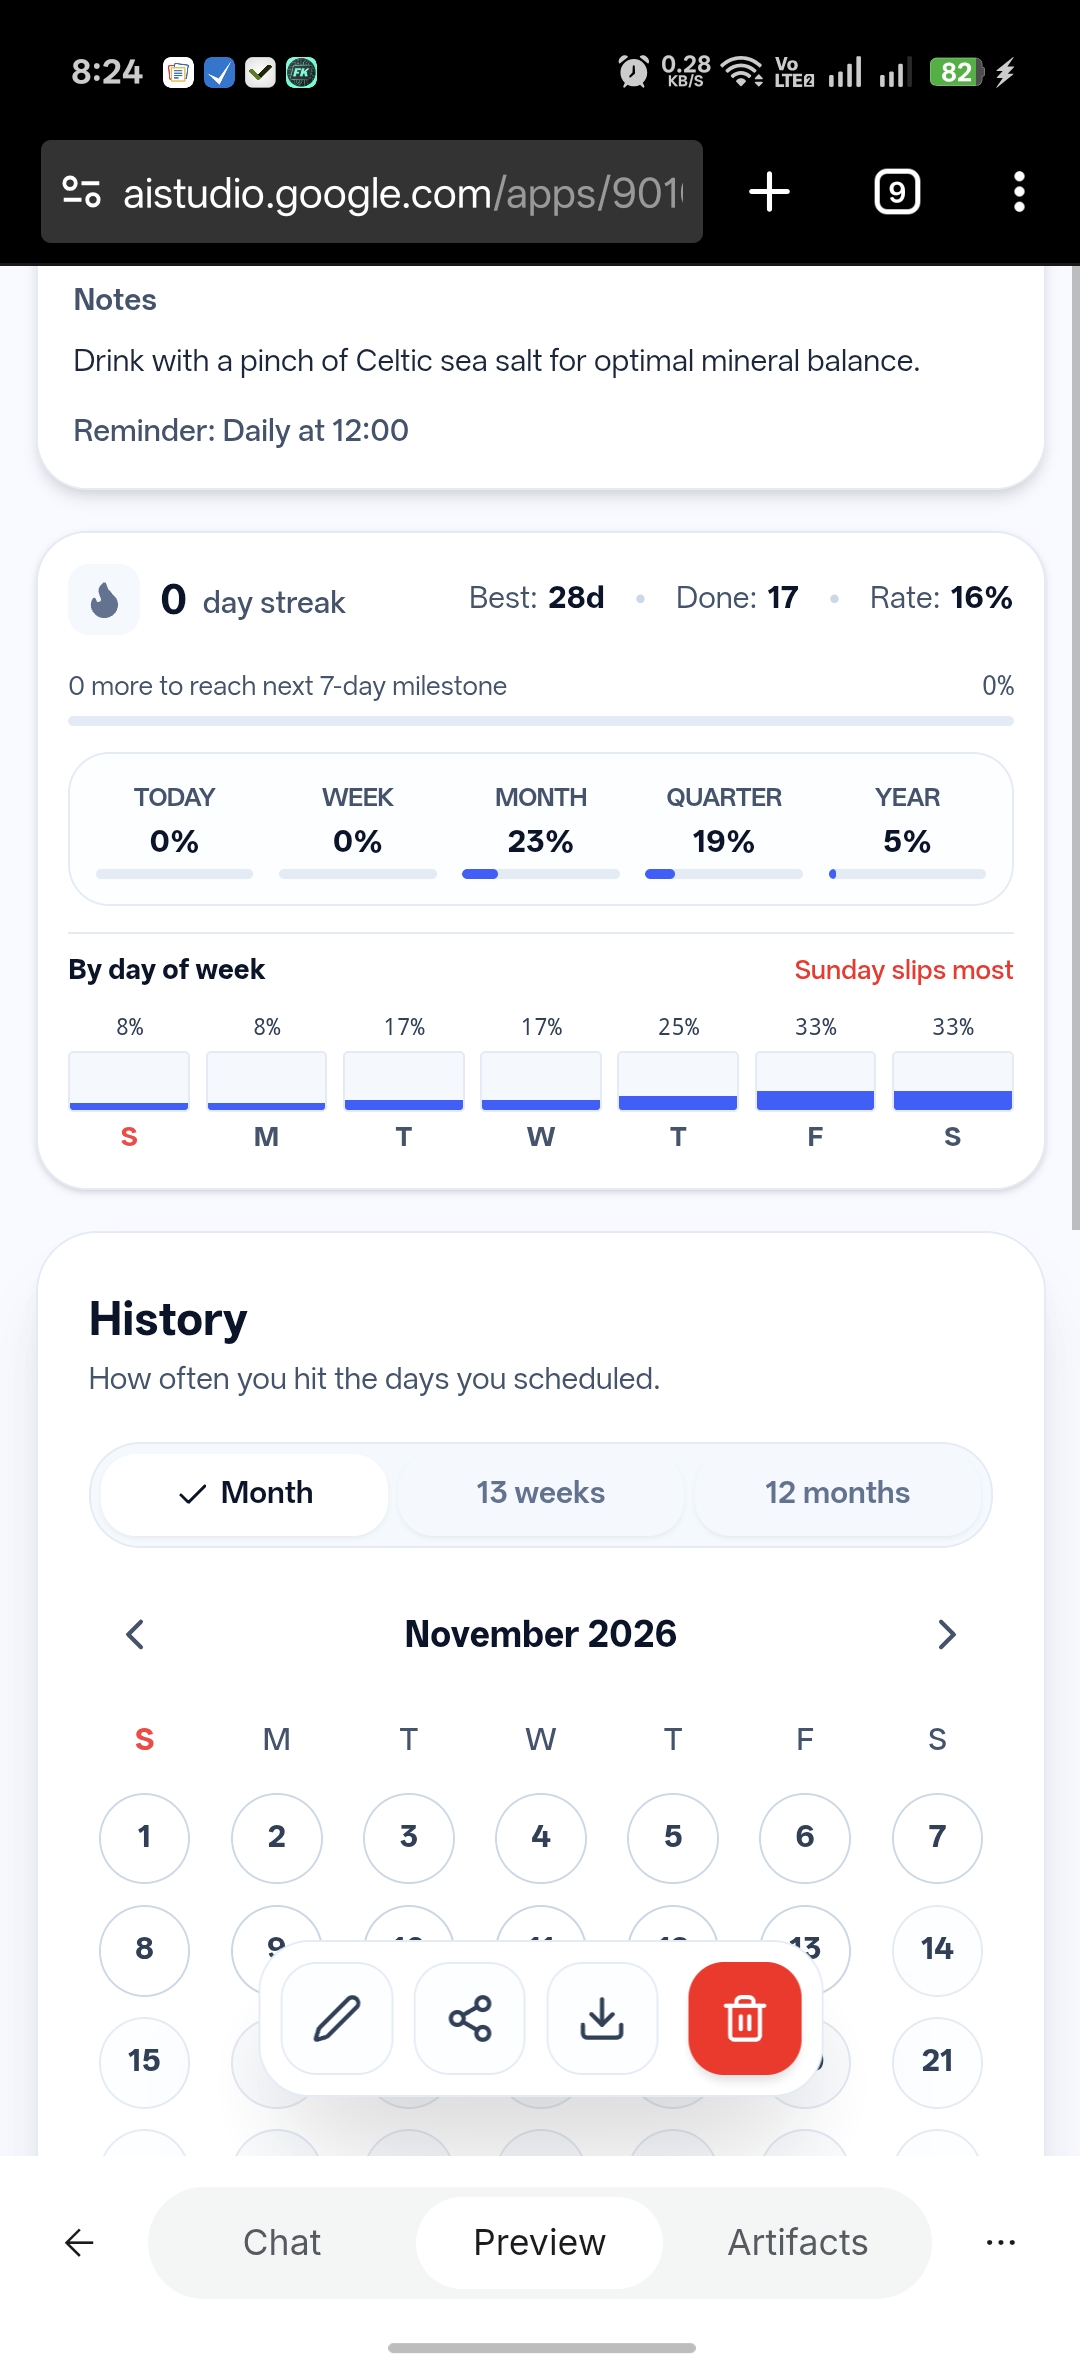 8:24 FK 0.28 KB/S Vo LTE2 82
aistudio.google.com/apps/901
9
Notes
Drink with a pinch of Celtic sea salt for optimal mineral balance.
Reminder: Daily at 12:00
0 day streak Best: 28d • Done: 17 • Rate: 16%
0 more to reach next 7-day milestone 0%
TODAY WEEK MONTH QUARTER YEAR
0% 0% 23% 19% 5%
By day of week Sunday slips most
8% 8% 17% 17% 25% 33% 33%
S M T W T F S
History
How often you hit the days you scheduled.
Month 13 weeks 12 months
November 2026
S M T W T F S
1 2 3 4 5 6 7
8 9 13 14
15 21
Chat Preview Artifacts